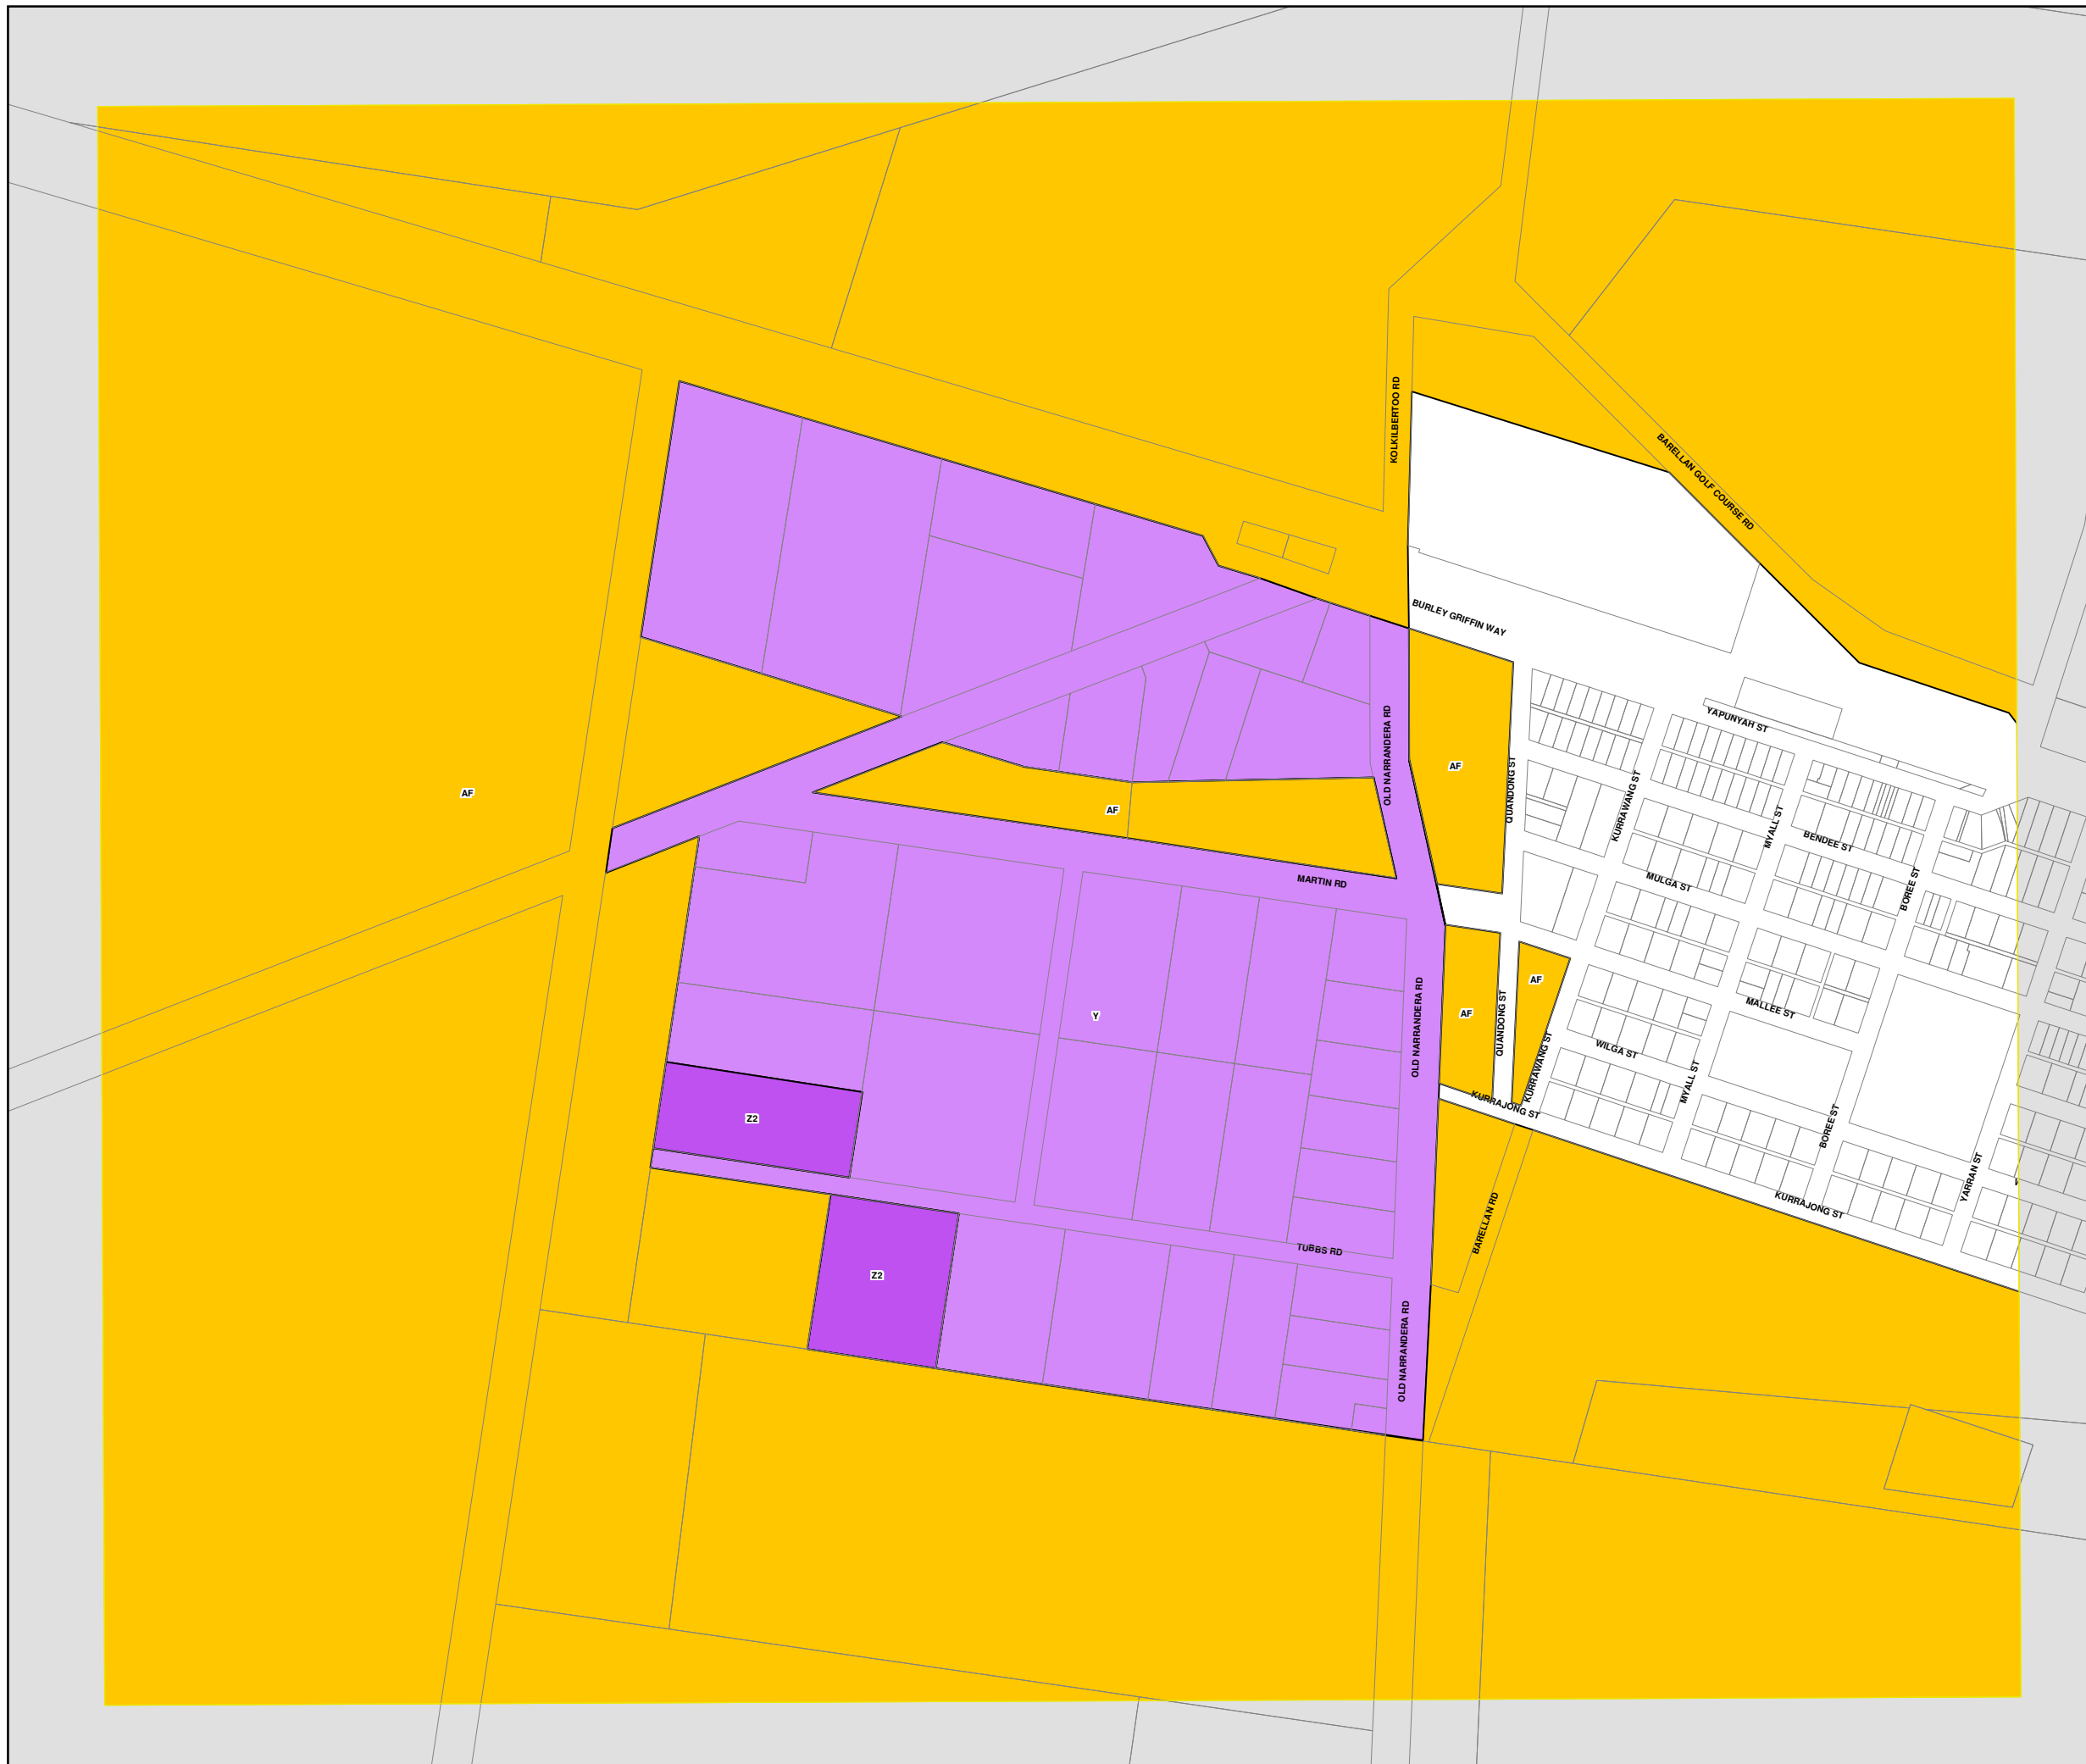 KOLKILBERTOO RD
BARELLAN GOLF COURSE RD
BURLEY GRIFFIN WAY
YAPUNYAH ST
OLD NARRANDERA RD
AF
QUANDONG ST
KURRAWANG ST
MYALL ST
BENDEE ST
AF
AF
MARTIN RD
MULGA ST
BOREE ST
AF
OLD NARRANDERA RD
AF
QUANDONG ST
MALLEE ST
Y
WILGA ST
KURRAWANG ST
MYALL ST
KURRAJONG ST
Z2
BOREE ST
YARRAN ST
KURRAJONG ST
BARELLAN RD
TUBBS RD
Z2
OLD NARRANDERA RD